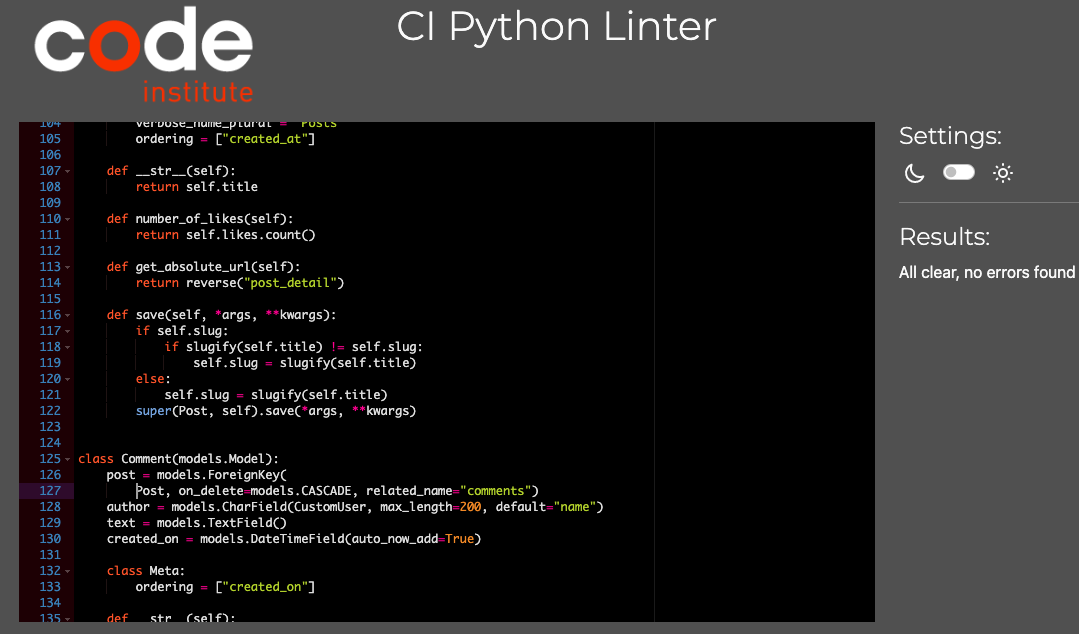 code
institute
CI Python Linter
104 verbose_name_plural = "Posts"
105 ordering = ["created_at"]
106
107 def __str__(self):
108 return self.title
109
110 def number_of_likes(self):
111 return self.likes.count()
112
113 def get_absolute_url(self):
114 return reverse("post_detail")
115
116 def save(self, *args, **kwargs):
117 if self.slug:
118 if slugify(self.title) != self.slug:
119 self.slug = slugify(self.title)
120 else:
121 self.slug = slugify(self.title)
122 super(Post, self).save(*args, **kwargs)
123
124
125 class Comment(models.Model):
126 post = models.ForeignKey(
127 Post, on_delete=models.CASCADE, related_name="comments")
128 author = models.CharField(CustomUser, max_length=200, default="name")
129 text = models.TextField()
130 created_on = models.DateTimeField(auto_now_add=True)
131
132 class Meta:
133 ordering = ["created_on"]
134
135 def __str__(self):
Settings:
Results:
All clear, no errors found